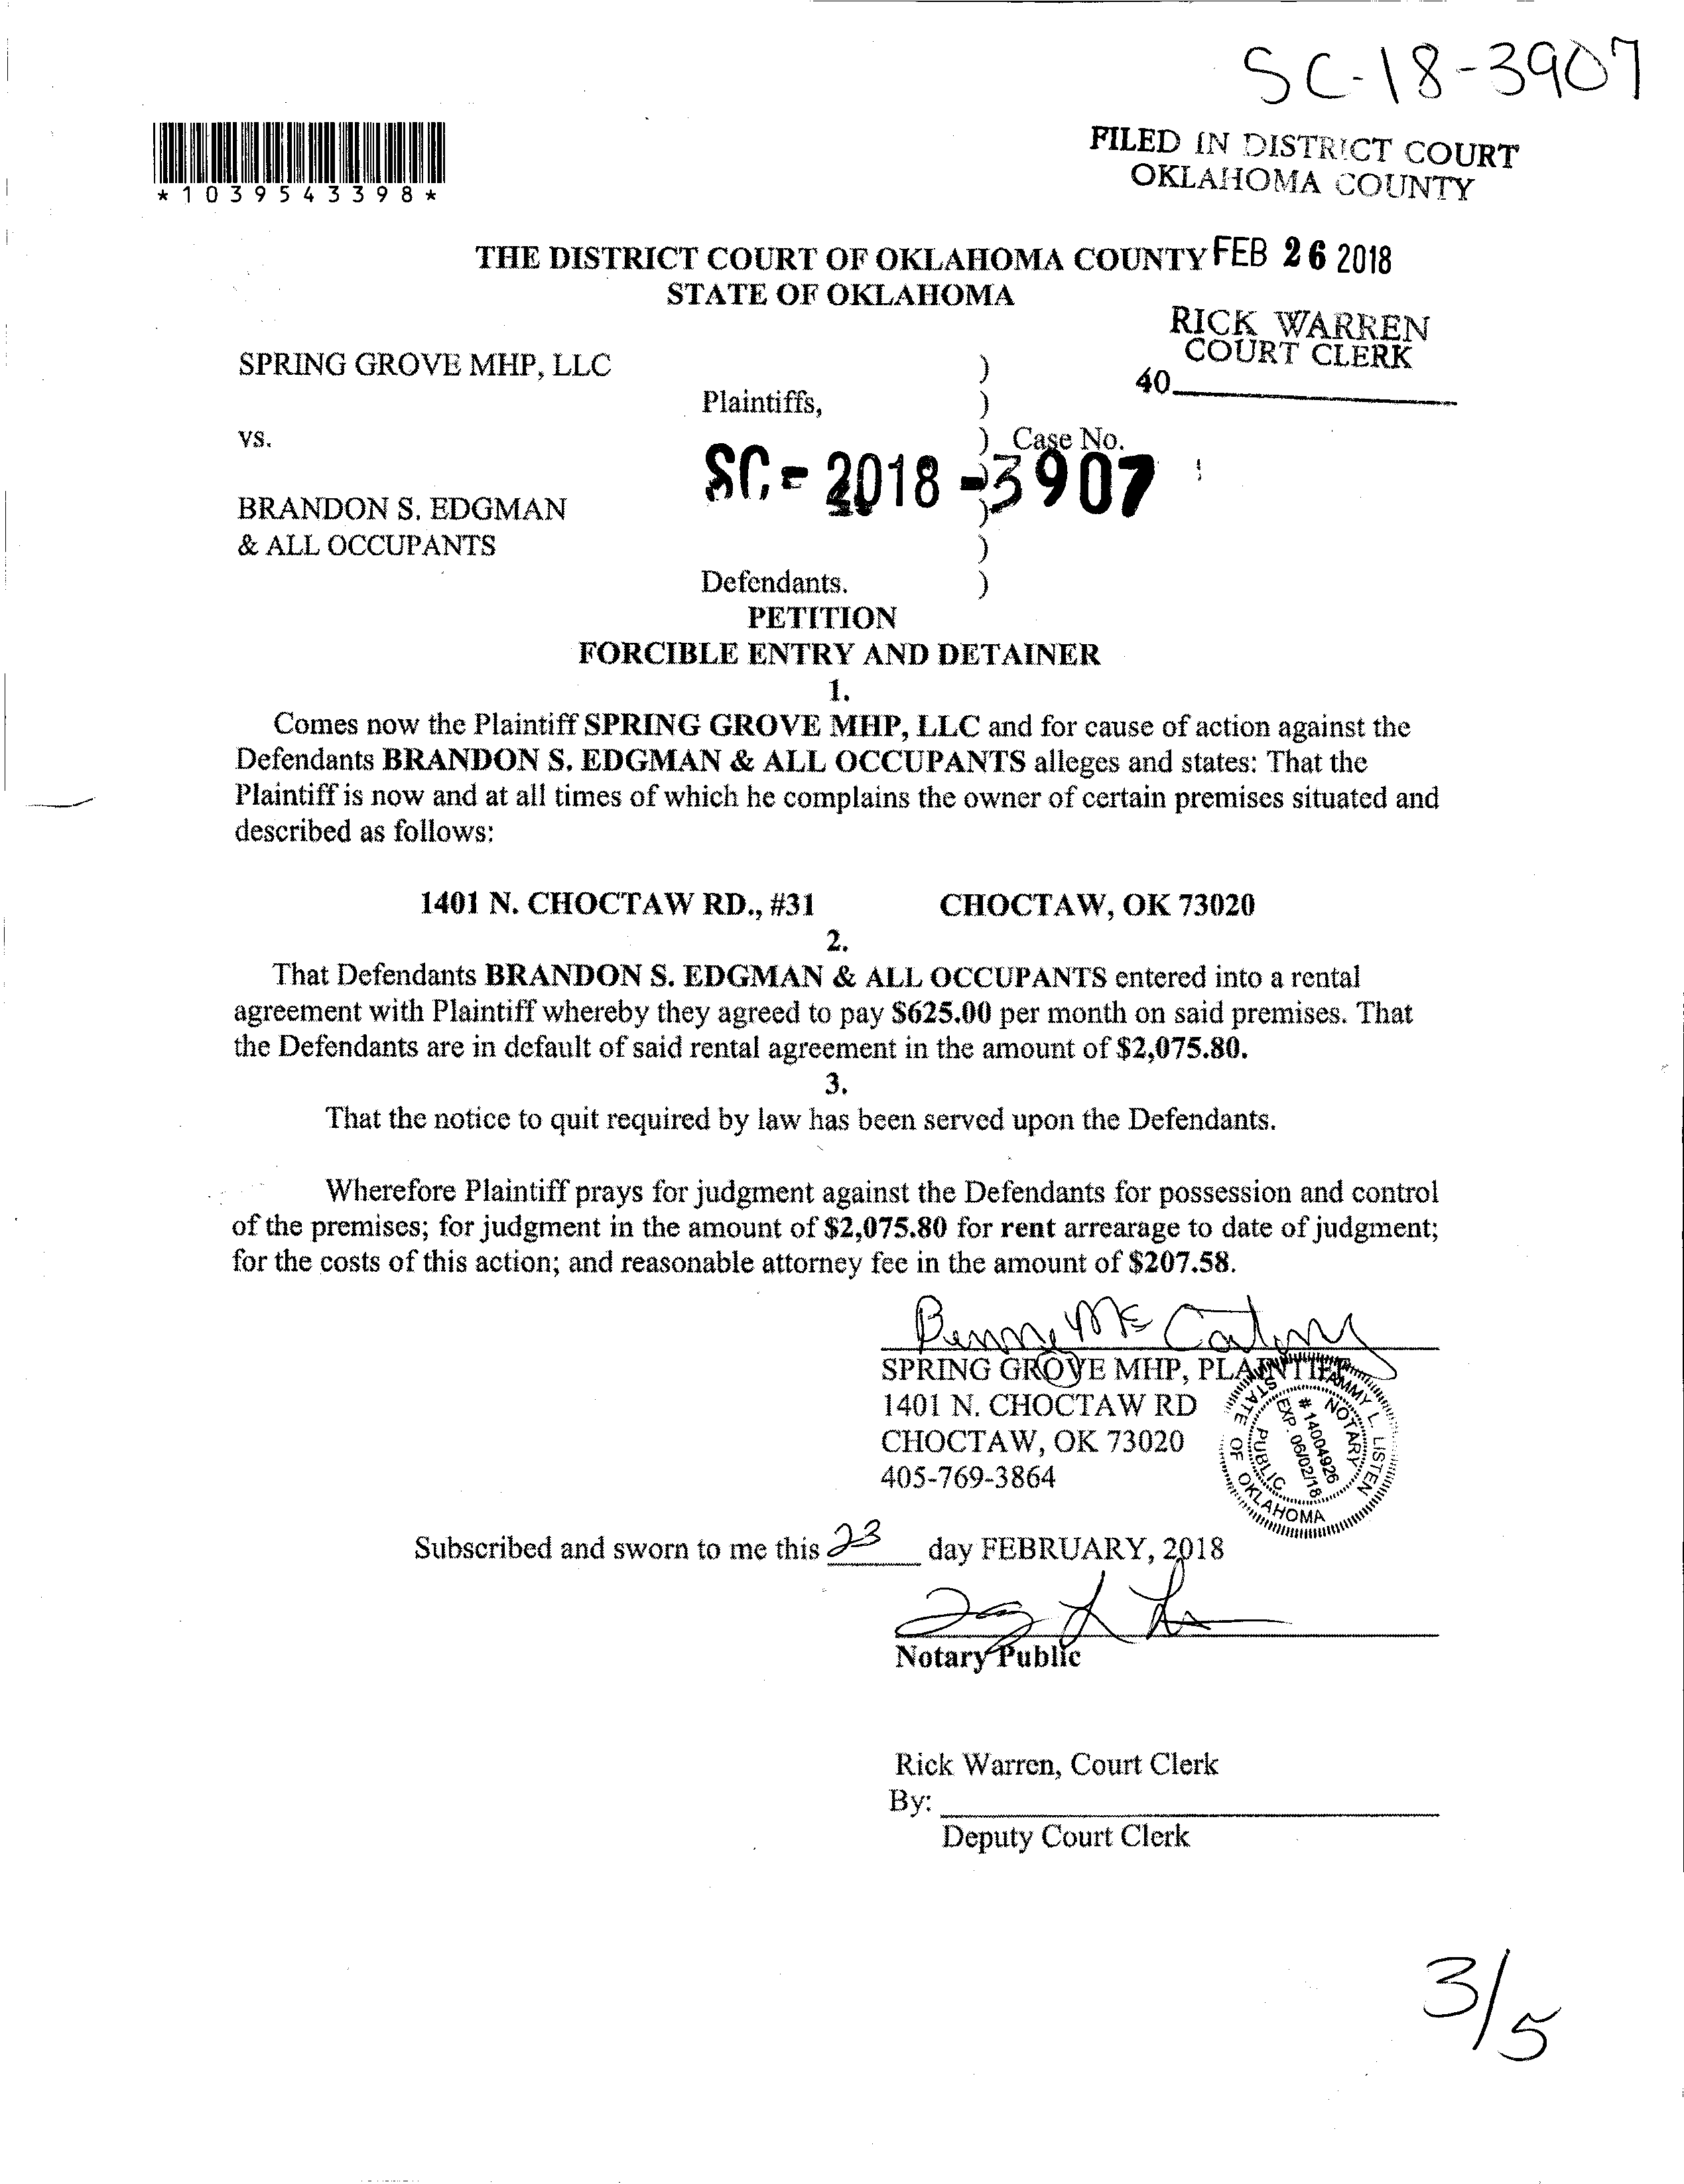 SC-18-3907
*1039543398*
FILED IN DISTRICT COURT
OKLAHOMA COUNTY
THE DISTRICT COURT OF OKLAHOMA COUNTY FEB 26 2018
STATE OF OKLAHOMA
RICK WARREN
COURT CLERK
40
SPRING GROVE MHP, LLC )
Plaintiffs, )
vs. ) Case No.
SC-2018-3907
BRANDON S. EDGMAN )
& ALL OCCUPANTS )
Defendants. )
PETITION
FORCIBLE ENTRY AND DETAINER
1.
Comes now the Plaintiff SPRING GROVE MHP, LLC and for cause of action against the
Defendants BRANDON S. EDGMAN & ALL OCCUPANTS alleges and states: That the
Plaintiff is now and at all times of which he complains the owner of certain premises situated and
described as follows:
1401 N. CHOCTAW RD., #31 CHOCTAW, OK 73020
2.
That Defendants BRANDON S. EDGMAN & ALL OCCUPANTS entered into a rental
agreement with Plaintiff whereby they agreed to pay $625.00 per month on said premises. That
the Defendants are in default of said rental agreement in the amount of $2,075.80.
3.
That the notice to quit required by law has been served upon the Defendants.
Wherefore Plaintiff prays for judgment against the Defendants for possession and control
of the premises; for judgment in the amount of $2,075.80 for rent arrearage to date of judgment;
for the costs of this action; and reasonable attorney fee in the amount of $207.58.
SPRING GROVE MHP, PLAINTIFF
1401 N. CHOCTAW RD
CHOCTAW, OK 73020
405-769-3864
TAMMY L. LISTEN
STATE OF OKLAHOMA
NOTARY PUBLIC
# 14004926
EXP. 06/02/18
Subscribed and sworn to me this 23 day FEBRUARY, 2018
Notary Public
Rick Warren, Court Clerk
By:
Deputy Court Clerk
3/5